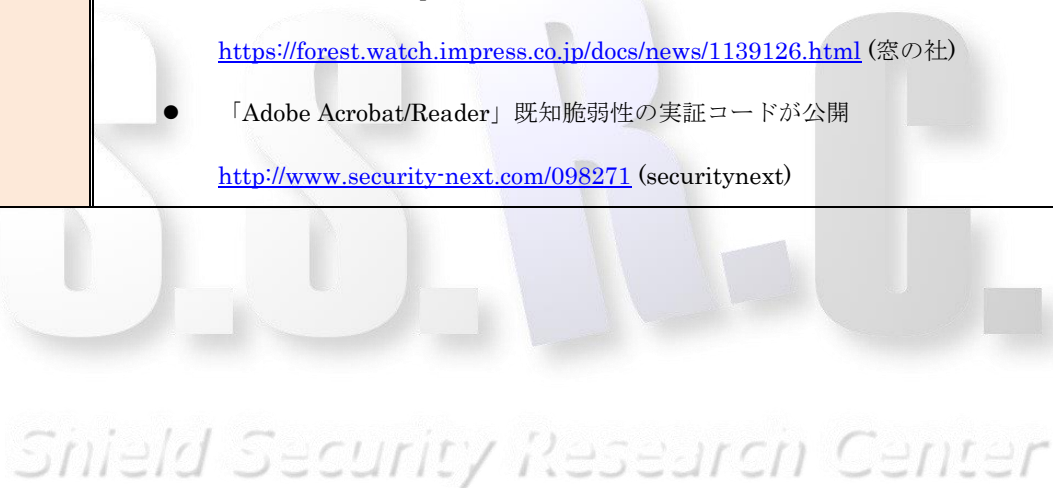 https://forest.watch.impress.co.jp/docs/news/1139126.html (窓の社)
● 「Adobe Acrobat/Reader」既知脆弱性の実証コードが公開
http://www.security-next.com/098271 (securitynext)
S.S.R.C.
Shield Security Research Center